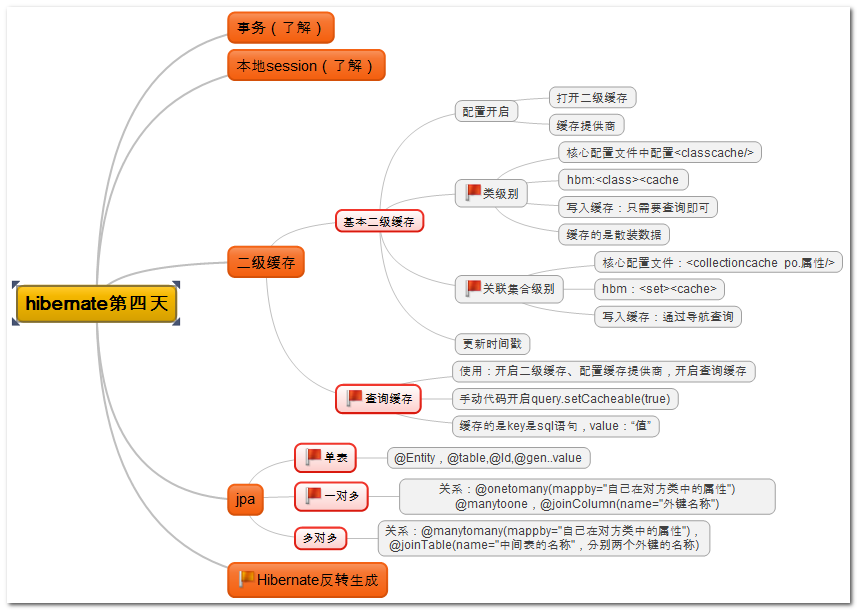 事务（了解）
本地session（了解）
hibernate第四天
二级缓存
基本二级缓存
配置开启
打开二级缓存
缓存提供商
类级别
核心配置文件中配置<classcache/>
hbm:<class><cache
写入缓存：只需要查询即可
缓存的是散装数据
关联集合级别
核心配置文件：<collectioncache po.属性/>
hbm：<set><cache>
写入缓存：通过导航查询
更新时间戳
查询缓存
使用：开启二级缓存、配置缓存提供商，开启查询缓存
手动代码开启query.setCacheable(true)
缓存的是key是sql语句，value：“值”
jpa
单表
@Entity，@table,@Id,@gen..value
一对多
关系：@onetomany(mappby="自己在对方类中的属性")
@manytoone，@joinColumn(name="外键名称")
多对多
关系：@manytomany(mappby="自己在对方类中的属性")，
@joinTable(name="中间表的名称"，分别两个外键的名称)
Hibernate反转生成